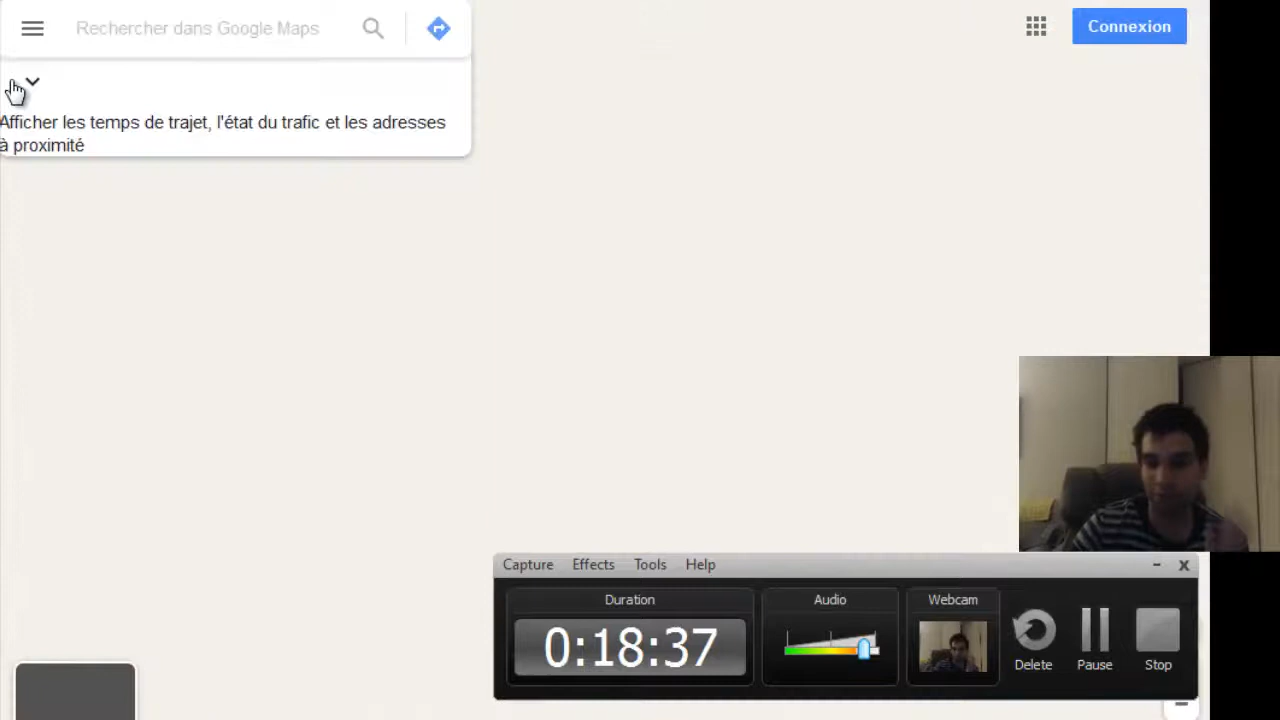 Rechercher dans Google Maps
Connexion
Afficher les temps de trajet, l'état du trafic et les adresses
à proximité
Capture Effects Tools Help
Duration
Audio
Webcam
0:18:37
Delete
Pause
Stop